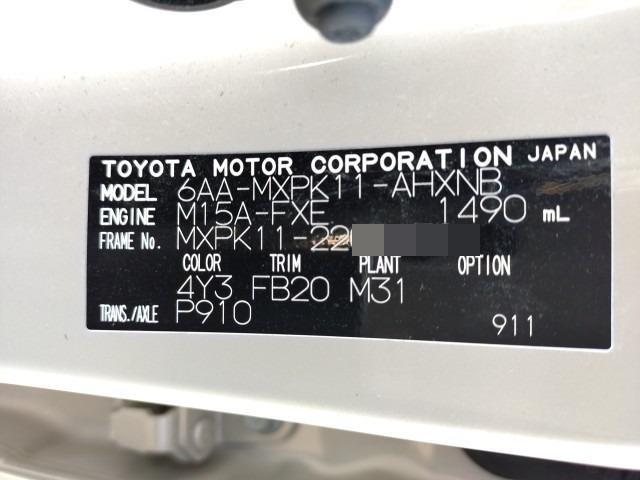 TOYOTA MOTOR CORPORATION JAPAN
MODEL 6AA-MXPK11-AHXNB
ENGINE M15A-FXE 1490 mL
FRAME No. MXPK11-22
COLOR TRIM PLANT OPTION
4Y3 FB20 M31
TRANS./AXLE P910
911